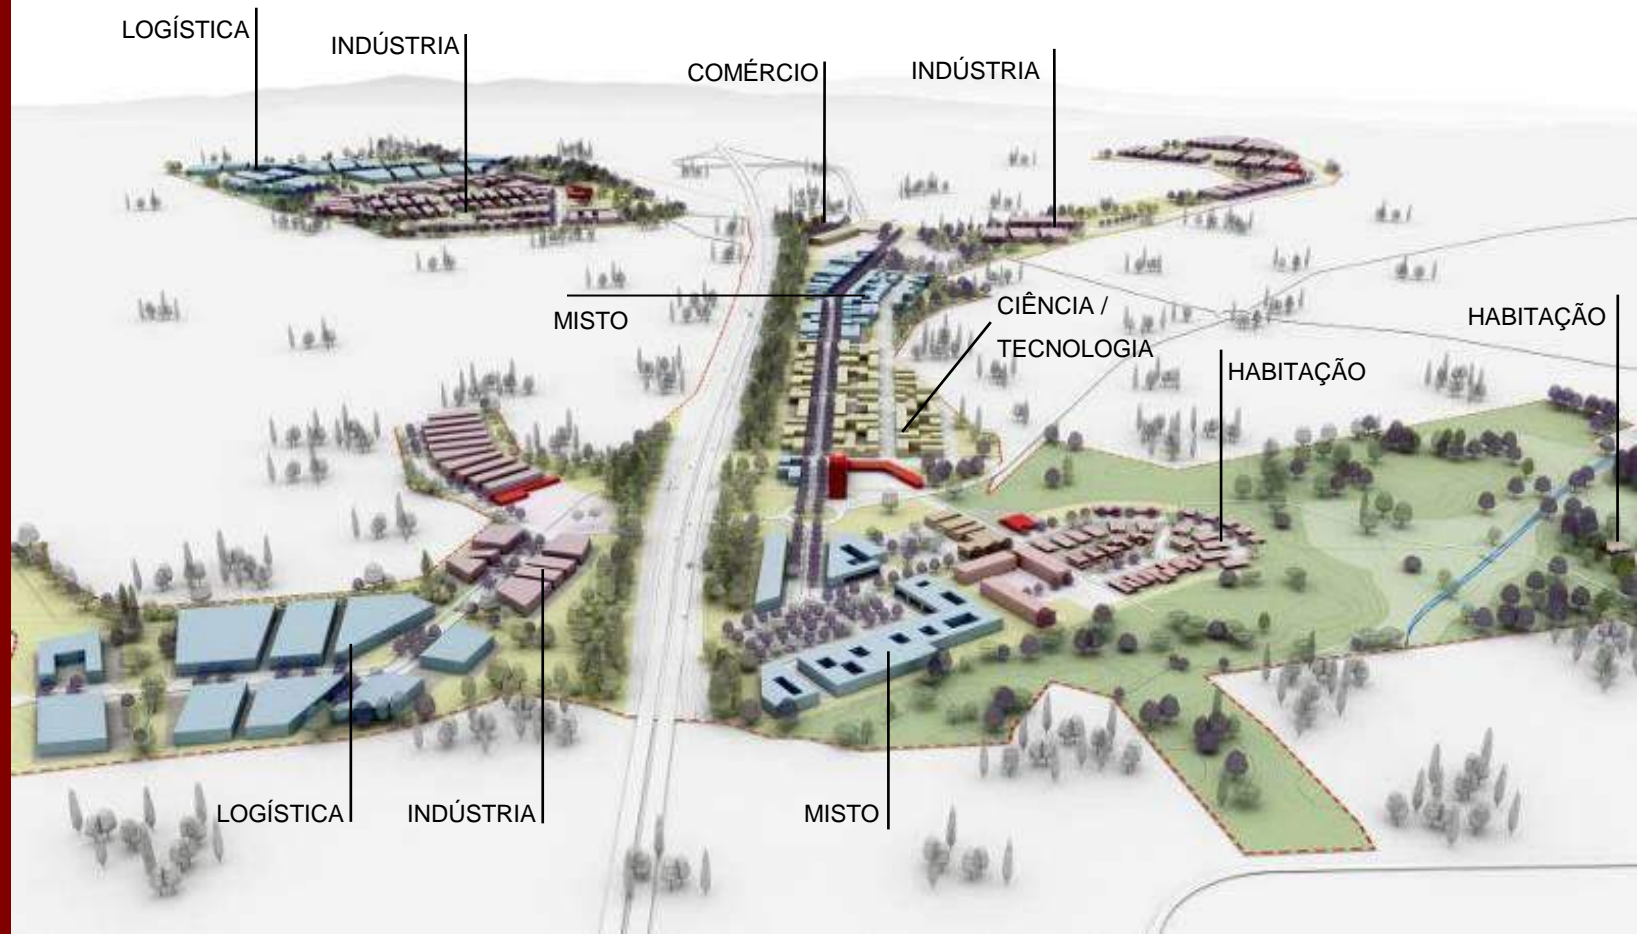 LOGÍSTICA
INDÚSTRIA
COMÉRCIO
INDÚSTRIA
MISTO
CIÊNCIA /
TECNOLOGIA
HABITAÇÃO
HABITAÇÃO
LOGÍSTICA
INDÚSTRIA
MISTO